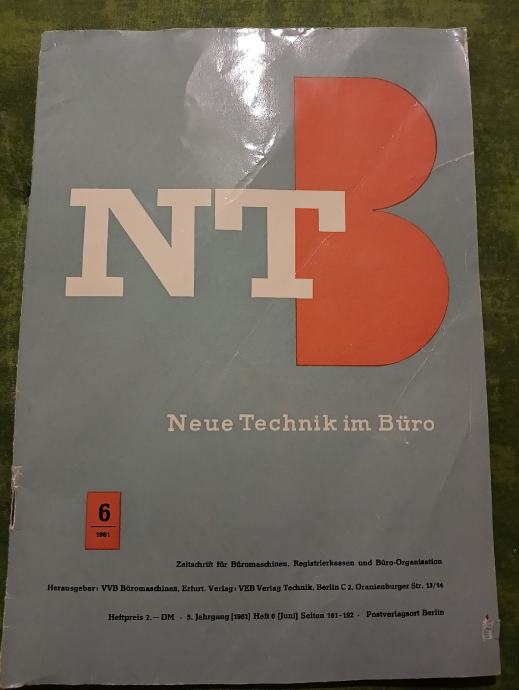 NTB
Neue Technik im Büro
6
1961
Zeitschrift für Büromaschinen, Registrierkassen und Büro-Organisation
Herausgeber: VVB Büromaschinen, Erfurt. Verlag: VEB Verlag Technik, Berlin C 2, Oranienburger Str. 13/14
Heftpreis 2,— DM · 5. Jahrgang [1961] Heft 6 [Juni] Seiten 161-192 · Postverlagsort Berlin